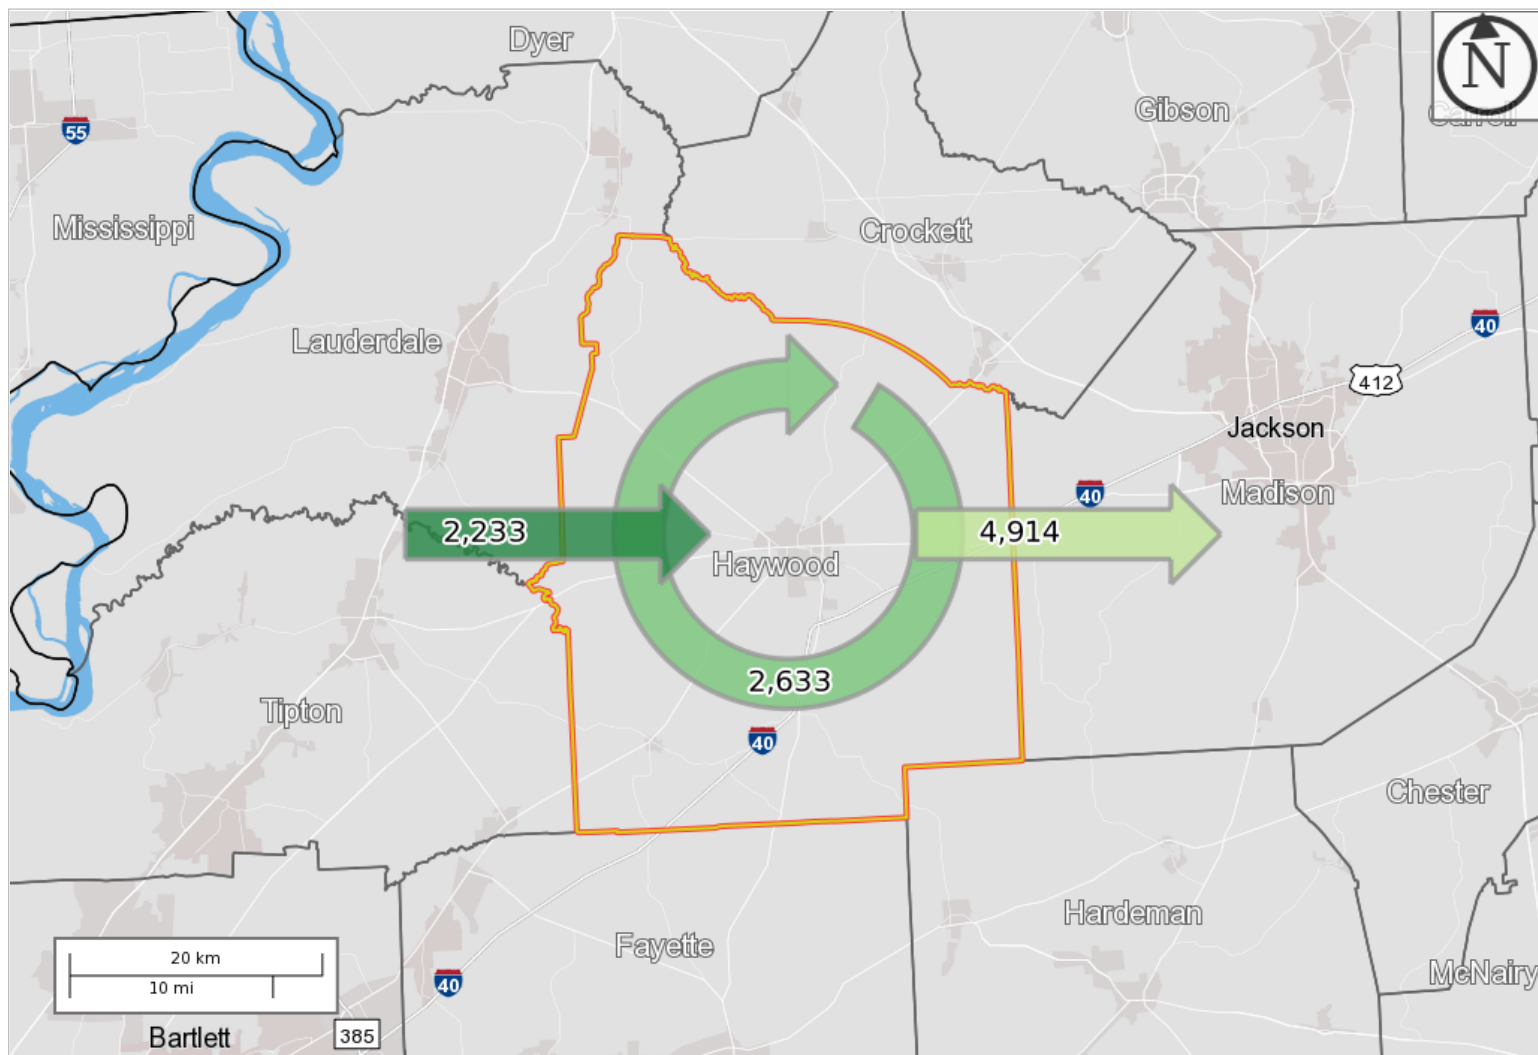 Dyer
N
Gibson
Carroll
55
Mississippi
Crockett
Lauderdale
40
412
Jackson
40
Madison
2,233
4,914
Haywood
2,633
Tipton
40
Chester
Hardeman
Fayette
McNairy
40
20 km
10 mi
Bartlett
385